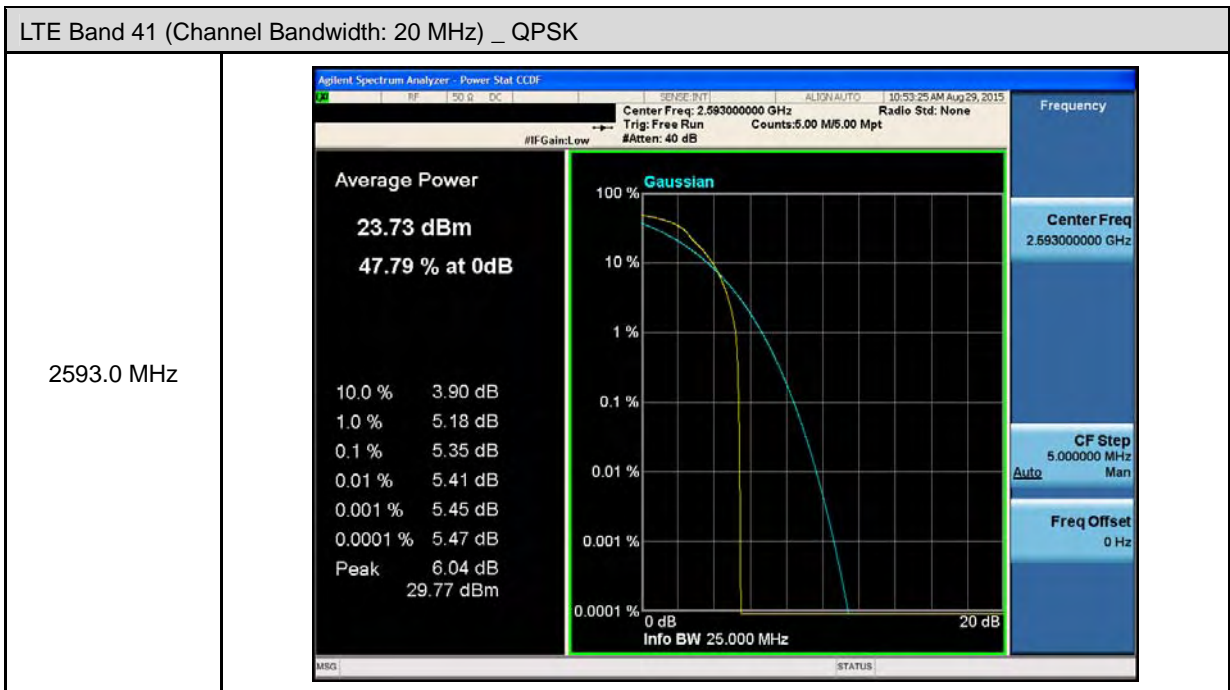 LTE Band 41 (Channel Bandwidth: 20 MHz) _ QPSK
2593.0 MHz
Agilent Spectrum Analyzer - Power Stat CCDF
RF 50 Ω DC SENSE:INT ALIGN AUTO 10:53:25 AM Aug 29, 2015
Center Freq: 2.593000000 GHz Radio Std: None
Trig: Free Run Counts:5.00 M/5.00 Mpt
#IFGain:Low #Atten: 40 dB
Average Power
23.73 dBm
47.79 % at 0dB
10.0 % 3.90 dB
1.0 % 5.18 dB
0.1 % 5.35 dB
0.01 % 5.41 dB
0.001 % 5.45 dB
0.0001 % 5.47 dB
Peak 6.04 dB
29.77 dBm
Gaussian
100 %
10 %
1 %
0.1 %
0.01 %
0.001 %
0.0001 %
0 dB 20 dB
Info BW 25.000 MHz
Frequency
Center Freq
2.593000000 GHz
CF Step
5.000000 MHz
Auto Man
Freq Offset
0 Hz
MSG STATUS